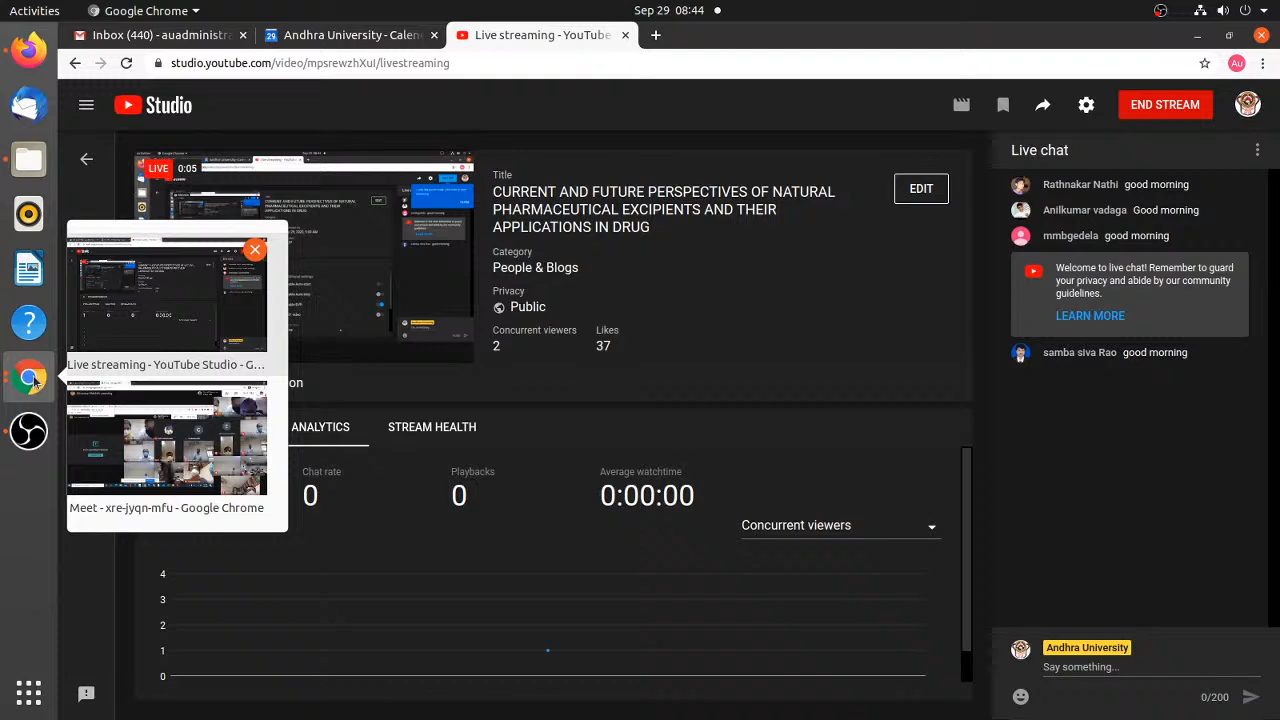 Activities
Google Chrome
Sep 29 08:44
Inbox (440) - auadministra
29
Andhra University - Calen
Live streaming - YouTube
studio.youtube.com/video/mpsrewzhXuI/livestreaming
Au
Studio
END STREAM
LIVE 0:05
Title
CURRENT AND FUTURE PERSPECTIVES OF NATURAL
PHARMACEUTICAL EXCIPIENTS AND THEIR
APPLICATIONS IN DRUG
EDIT
Category
People & Blogs
Privacy
Public
Concurrent viewers
Likes
2
37
Live streaming - YouTube Studio - G...
Meet - xre-jyqn-mfu - Google Chrome
on
ANALYTICS
STREAM HEALTH
Chat rate
Playbacks
Average watchtime
0
0
0:00:00
Concurrent viewers
4
3
2
1
0
Live chat
Rathnakar Nathi good morning
Good morning
mmbgedela good morning
Welcome to live chat! Remember to guard
your privacy and abide by our community
guidelines.
LEARN MORE
samba siva Rao good morning
Andhra University
Say something...
0/200